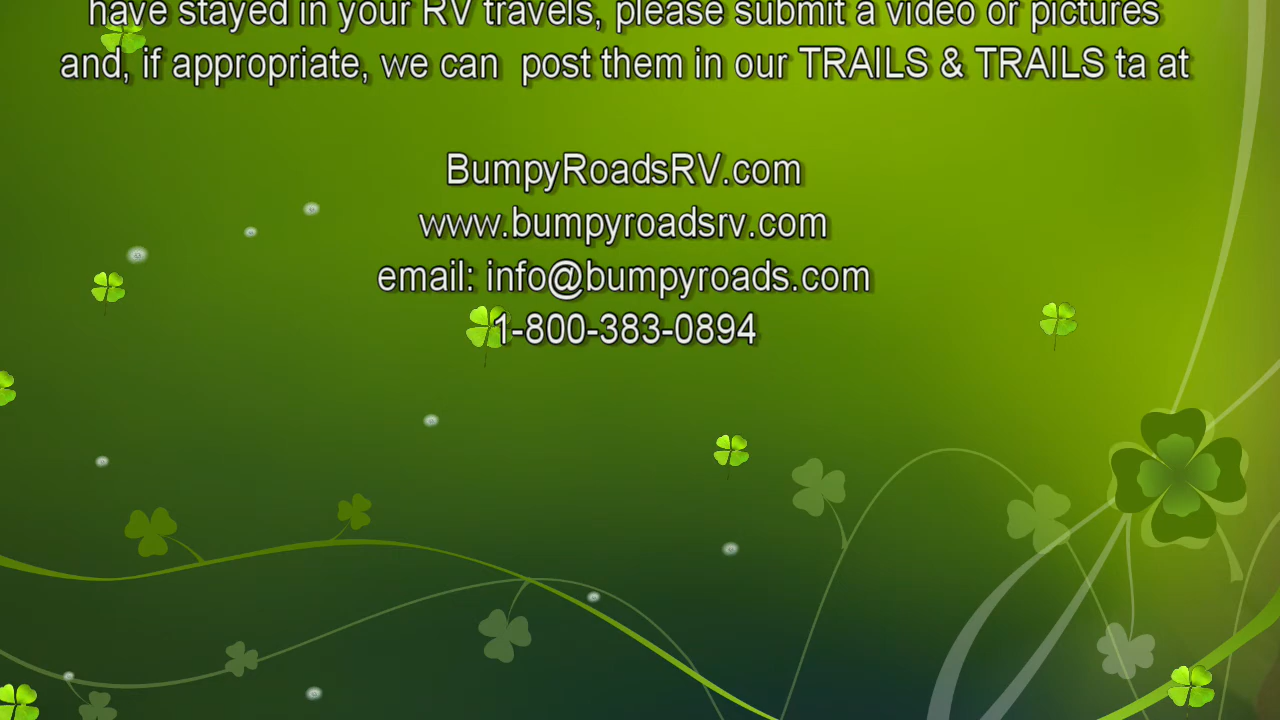 have stayed in your RV travels, please submit a video or pictures
and, if appropriate, we can post them in our TRAILS & TRAILS ta at
BumpyRoadsRV.com
www.bumpyroadsrv.com
email: info@bumpyroads.com
1-800-383-0894